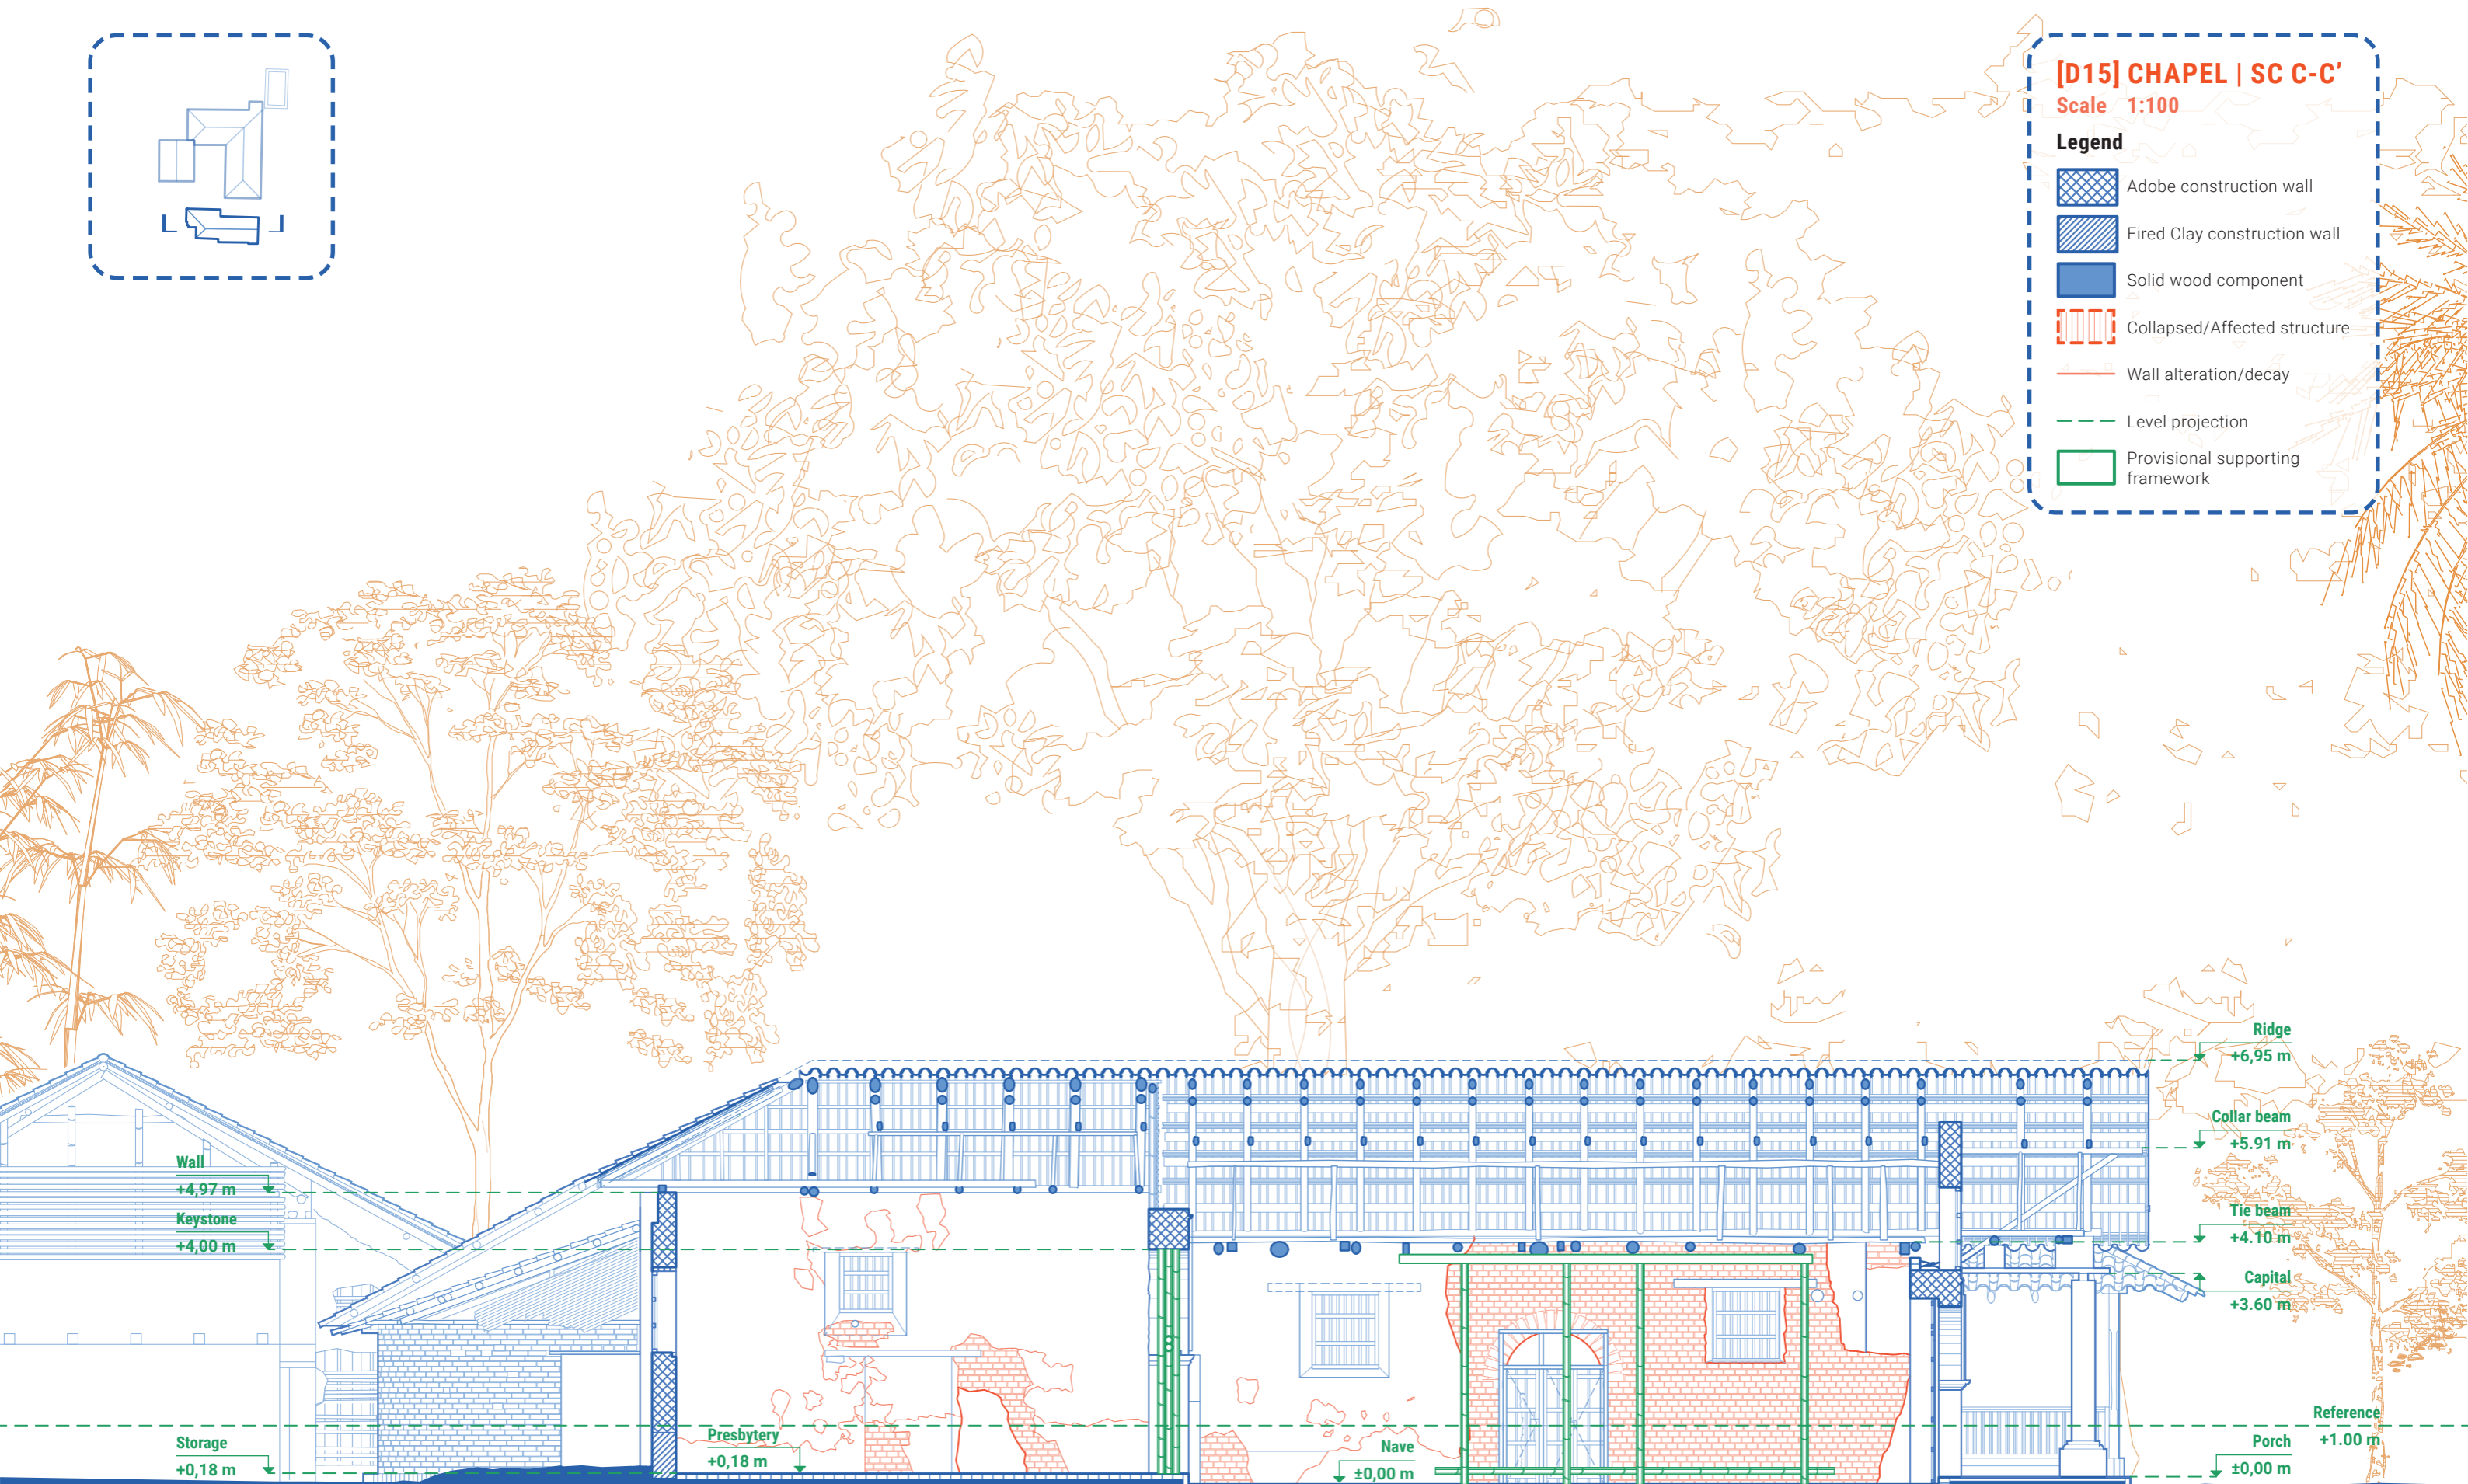 [D15] CHAPEL | SC C-C’
Scale 1:100
Legend
Adobe construction wall
Fired Clay construction wall
Solid wood component
Collapsed/Affected structure
Wall alteration/decay
Level projection
Provisional supporting
framework
Ridge
+6,95 m
Collar beam
+5.91 m
Wall
+4,97 m
Tie beam
+4.10 m
Keystone
+4,00 m
Capital
+3.60 m
Reference
+1.00 m
Storage
+0,18 m
Presbytery
+0,18 m
Nave
±0,00 m
Porch
±0,00 m